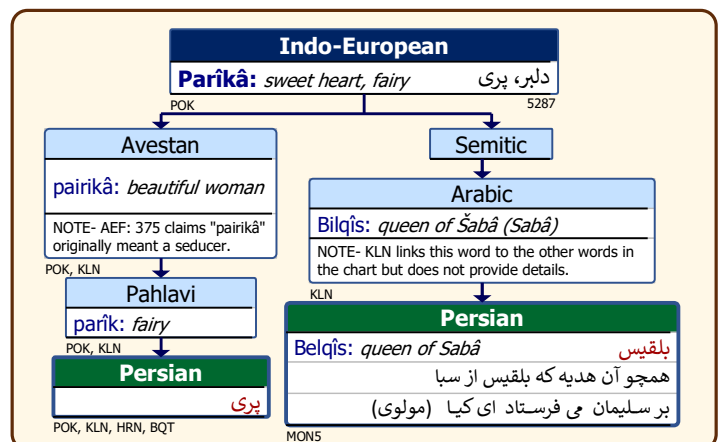 Indo-European
Parîkâ: sweet heart, fairy دلبر، پری
POK 5287
Avestan
pairikâ: beautiful woman
NOTE- AEF: 375 claims "pairikâ"
originally meant a seducer.
POK, KLN
Pahlavi
parîk: fairy
POK, KLN
Persian
پری
POK, KLN, HRN, BQT
Semitic
Arabic
Bilqîs: queen of Šabâ (Sabâ)
NOTE- KLN links this word to the other words in
the chart but does not provide details.
KLN
Persian
Belqîs: queen of Sabâ بلقیس
همچو آن هدیه که بلقیس از سبا
بر سلیمان می فرستاد ای کیا (مولوی)
MON5